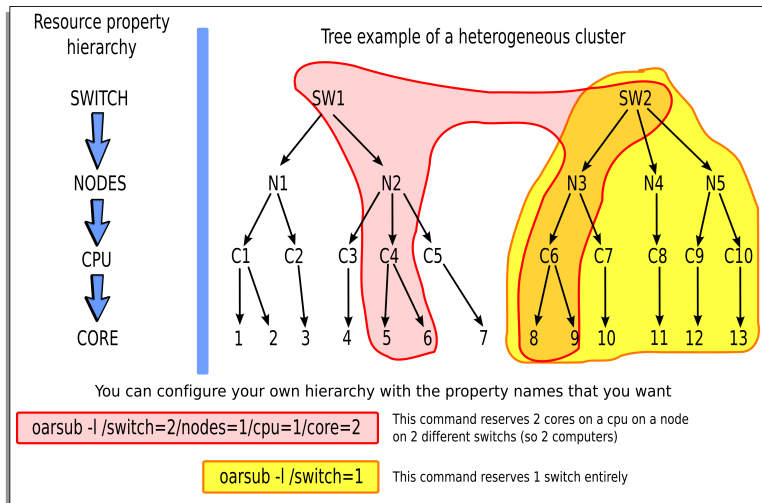 Resource property
hierarchy
Tree example of a heterogeneous cluster
SWITCH
SW1
SW2
NODES
N1
N2
N3
N4
N5
CPU
C1
C2
C3
C4
C5
C6
C7
C8
C9
C10
CORE
1
2
3
4
5
6
7
8
9
10
11
12
13
You can configure your own hierarchy with the property names that you want
oarsub -l /switch=2/nodes=1/cpu=1/core=2
This command reserves 2 cores on a cpu on a node
on 2 different switchs (so 2 computers)
oarsub -l /switch=1
This command reserves 1 switch entirely